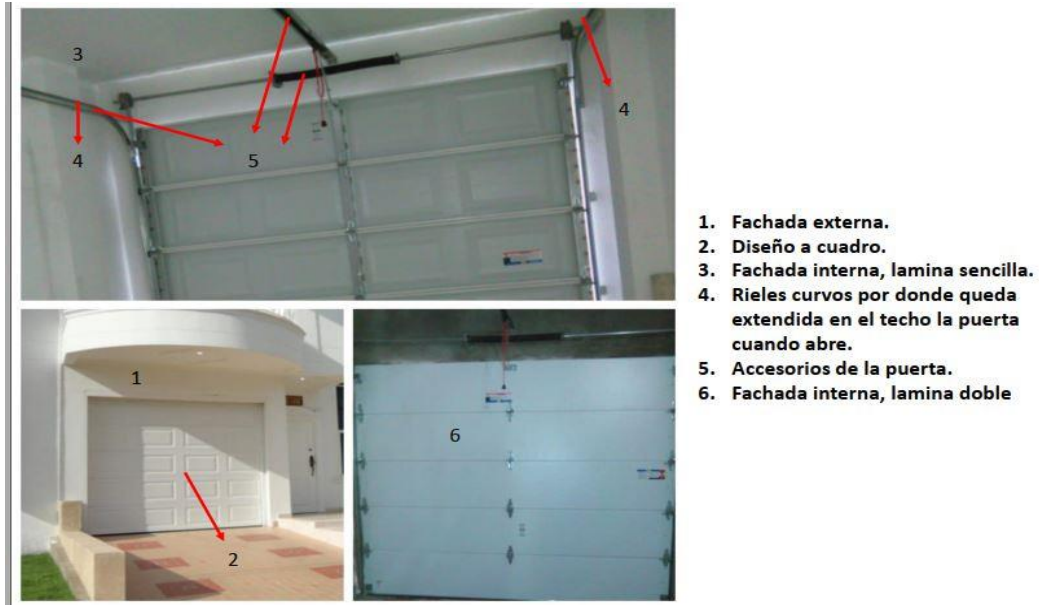 3
4
4
5
1. Fachada externa.
2. Diseño a cuadro.
3. Fachada interna, lamina sencilla.
4. Rieles curvos por donde queda
extendida en el techo la puerta
cuando abre.
5. Accesorios de la puerta.
6. Fachada interna, lamina doble
1
6
2